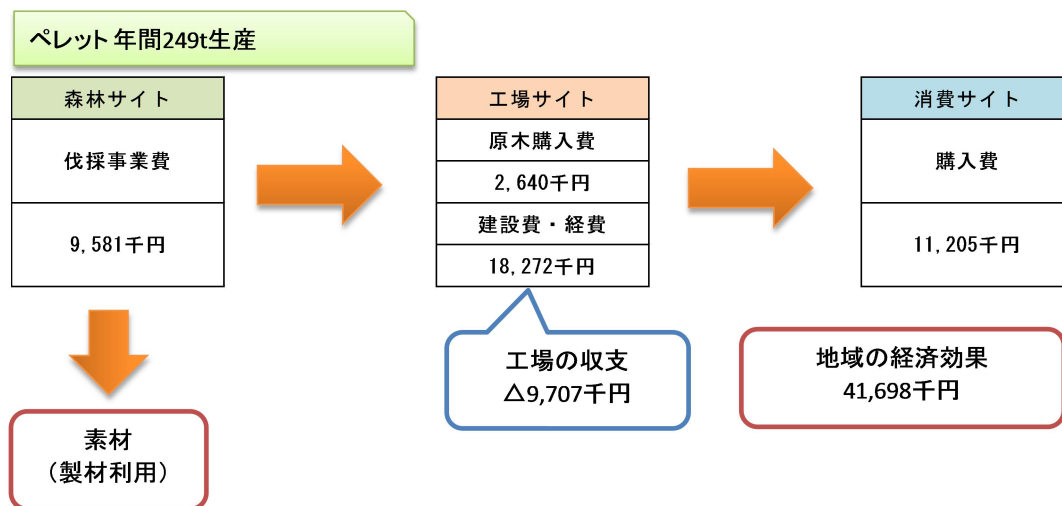 ペレット 年間249t生産
森林サイト
伐採事業費
9,581千円
工場サイト
原木購入費
2,640千円
建設費・経費
18,272千円
消費サイト
購入費
11,205千円
工場の収支
△9,707千円
地域の経済効果
41,698千円
素材
（製材利用）